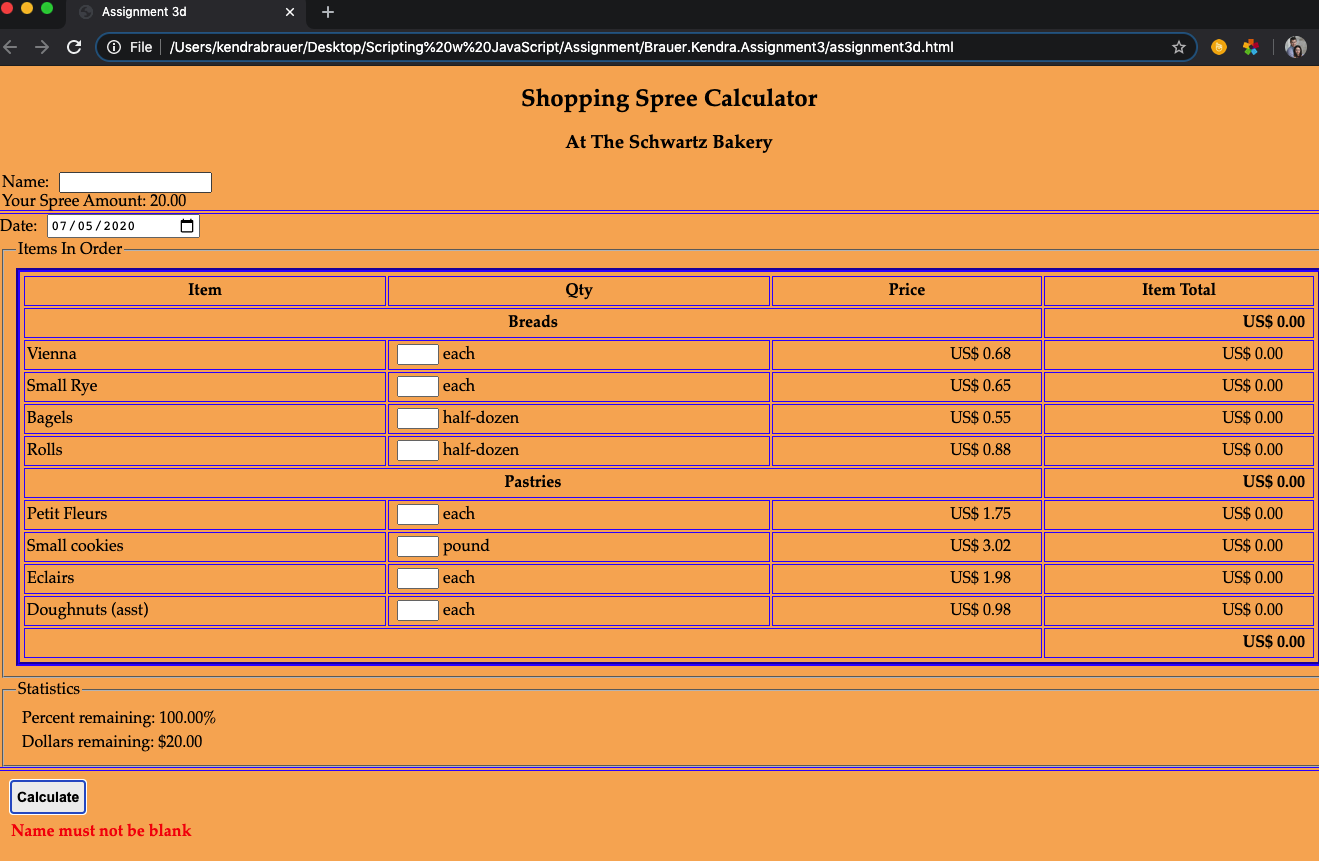 Assignment 3d
File /Users/kendrabrauer/Desktop/Scripting%20w%20JavaScript/Assignment/Brauer.Kendra.Assignment3/assignment3d.html
Shopping Spree Calculator
At The Schwartz Bakery
Name:
Your Spree Amount: 20.00
Date: 07/05/2020
Items In Order
Item Qty Price Item Total
Breads US$ 0.00
Vienna each US$ 0.68 US$ 0.00
Small Rye each US$ 0.65 US$ 0.00
Bagels half-dozen US$ 0.55 US$ 0.00
Rolls half-dozen US$ 0.88 US$ 0.00
Pastries US$ 0.00
Petit Fleurs each US$ 1.75 US$ 0.00
Small cookies pound US$ 3.02 US$ 0.00
Eclairs each US$ 1.98 US$ 0.00
Doughnuts (asst) each US$ 0.98 US$ 0.00
US$ 0.00
Statistics
Percent remaining: 100.00%
Dollars remaining: $20.00
Calculate
Name must not be blank